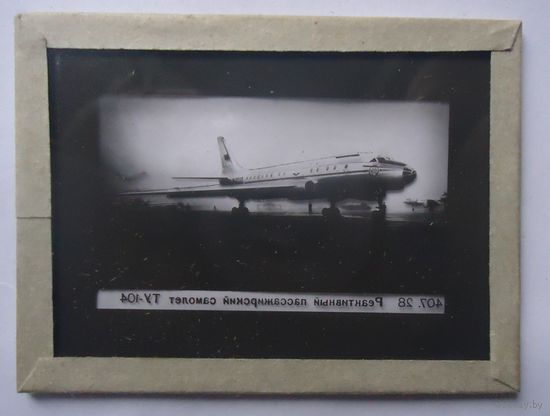 407. 28 Реактивный пассажирский самолет ТУ-104